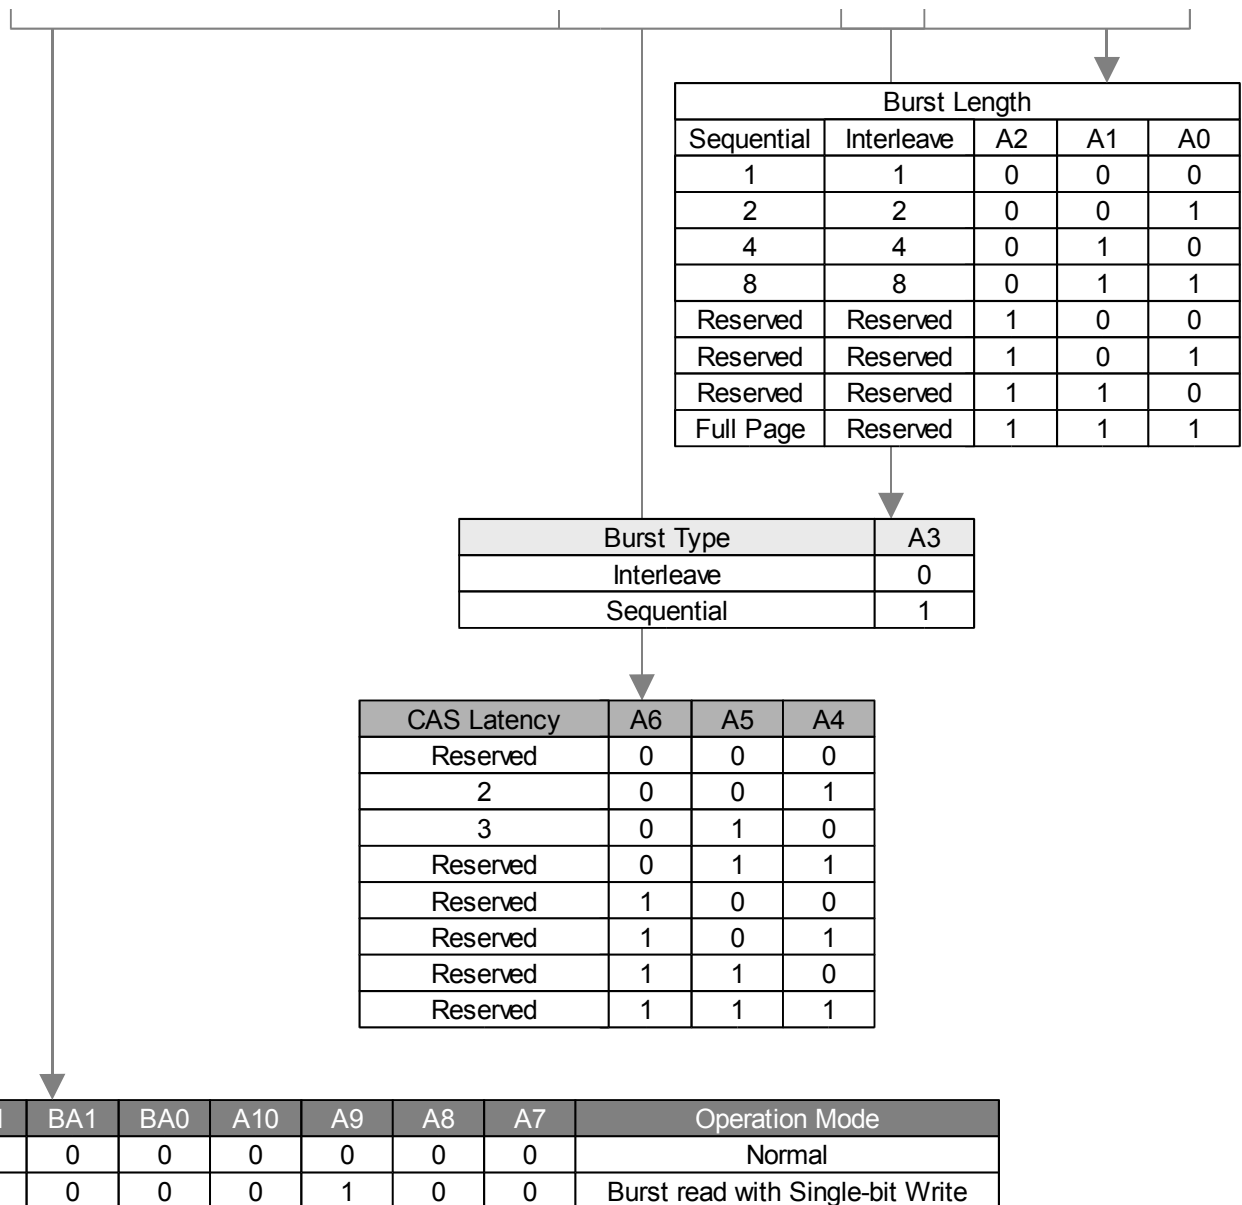 Burst Length
Sequential Interleave A2 A1 A0
1 1 0 0 0
2 2 0 0 1
4 4 0 1 0
8 8 0 1 1
Reserved Reserved 1 0 0
Reserved Reserved 1 0 1
Reserved Reserved 1 1 0
Full Page Reserved 1 1 1
Burst Type A3
Interleave 0
Sequential 1
CAS Latency A6 A5 A4
Reserved 0 0 0
2 0 0 1
3 0 1 0
Reserved 0 1 1
Reserved 1 0 0
Reserved 1 0 1
Reserved 1 1 0
Reserved 1 1 1
BA1 BA0 A10 A9 A8 A7 Operation Mode
0 0 0 0 0 0 Normal
0 0 0 1 0 0 Burst read with Single-bit Write